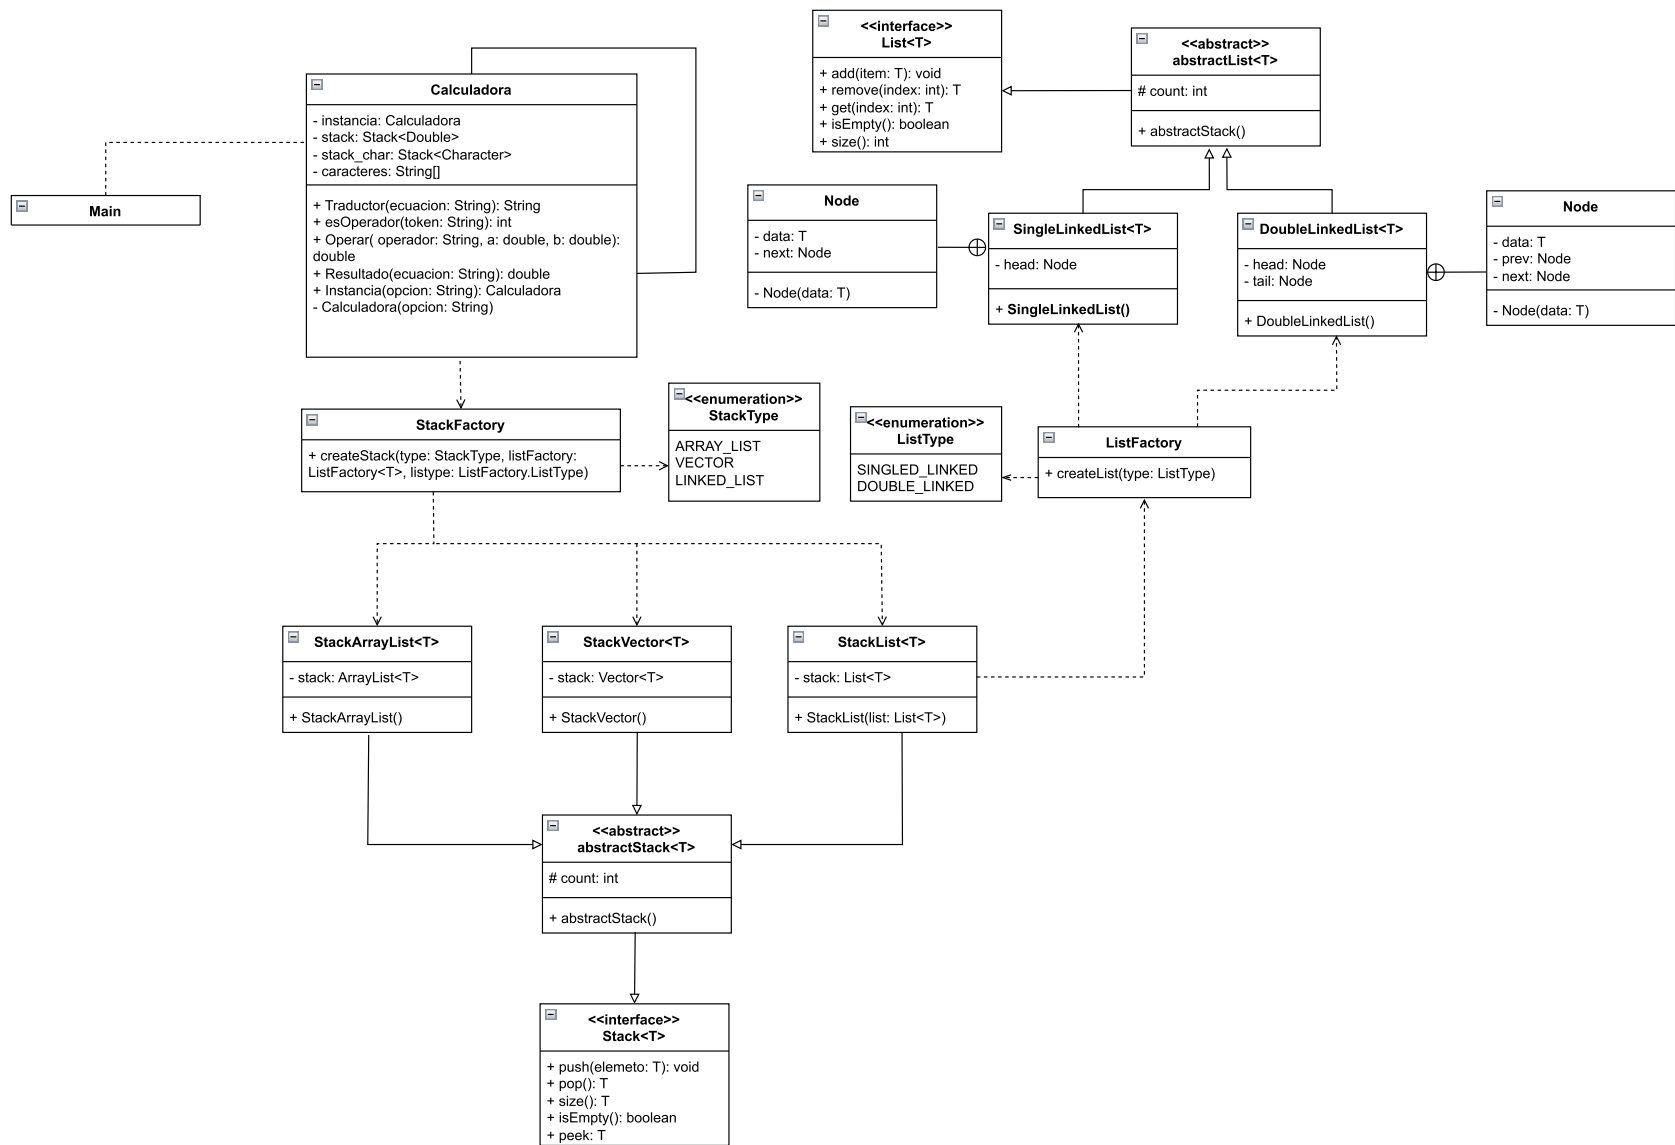 <<interface>>
List<T>
+ add(item: T): void
+ remove(index: int): T
+ get(index: int): T
+ isEmpty(): boolean
+ size(): int
<<abstract>>
abstractList<T>
# count: int
+ abstractStack()
Calculadora
- instancia: Calculadora
- stack: Stack<Double>
- stack_char: Stack<Character>
- caracteres: String[]
+ Traductor(ecuacion: String): String
+ esOperador(token: String): int
+ Operar( operador: String, a: double, b: double):
double
+ Resultado(ecuacion: String): double
+ Instancia(opcion: String): Calculadora
- Calculadora(opcion: String)
Main
Node
- data: T
- next: Node
- Node(data: T)
SingleLinkedList<T>
- head: Node
+ SingleLinkedList()
DoubleLinkedList<T>
- head: Node
- tail: Node
+ DoubleLinkedList()
Node
- data: T
- prev: Node
- next: Node
- Node(data: T)
StackFactory
+ createStack(type: StackType, listFactory:
ListFactory<T>, listype: ListFactory.ListType)
<<enumeration>>
StackType
ARRAY_LIST
VECTOR
LINKED_LIST
<<enumeration>>
ListType
SINGLED_LINKED
DOUBLE_LINKED
ListFactory
+ createList(type: ListType)
StackArrayList<T>
- stack: ArrayList<T>
+ StackArrayList()
StackVector<T>
- stack: Vector<T>
+ StackVector()
StackList<T>
- stack: List<T>
+ StackList(list: List<T>)
<<abstract>>
abstractStack<T>
# count: int
+ abstractStack()
<<interface>>
Stack<T>
+ push(elemeto: T): void
+ pop(): T
+ size(): T
+ isEmpty(): boolean
+ peek: T